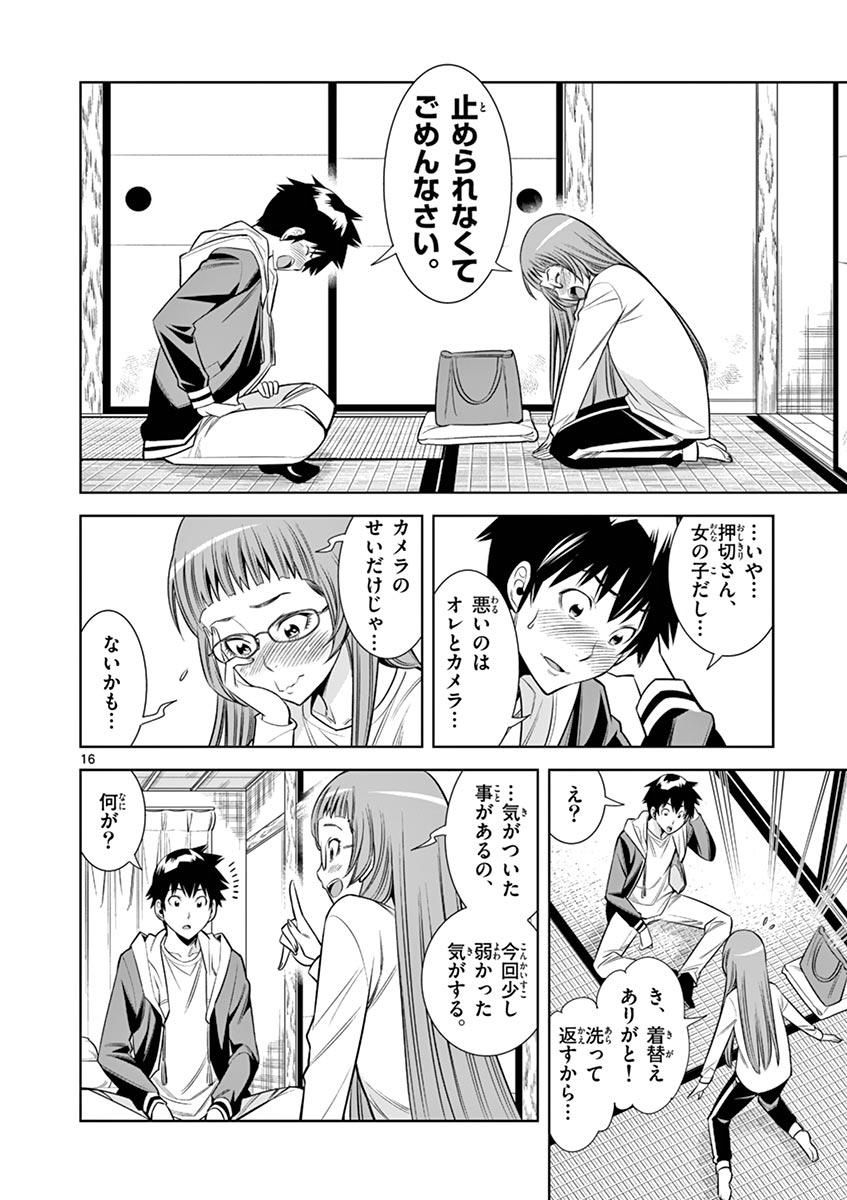 止められなくて
ごめんなさい。
…いや…
押切さん、
女の子だし…
悪いのは
オレとカメラ…
カメラの
せいだけじゃ…
ないかも…
え？
き、着替え
ありがと！
洗って
返すから…
…気がついた
事があるの、
今回少し
弱かった
気がする。
何が？
16